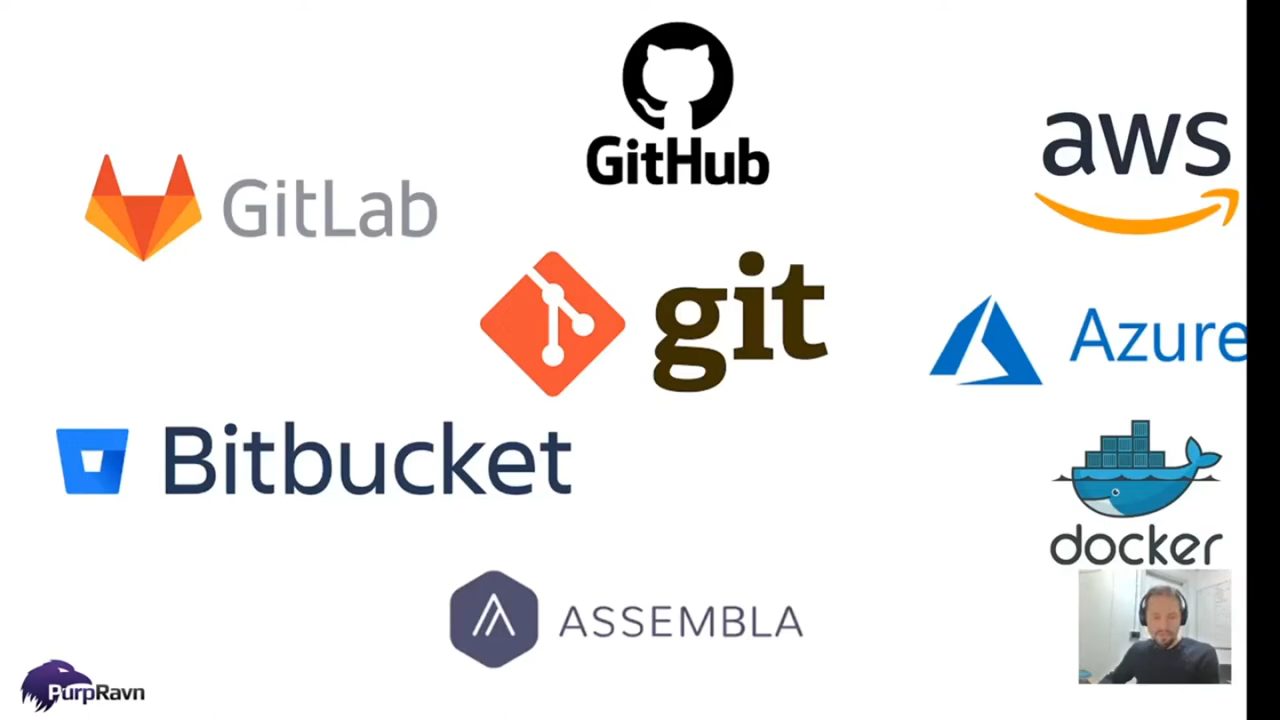 GitHub
aws
GitLab
git
Azure
Bitbucket
docker
ASSEMBLA
PurpRavn